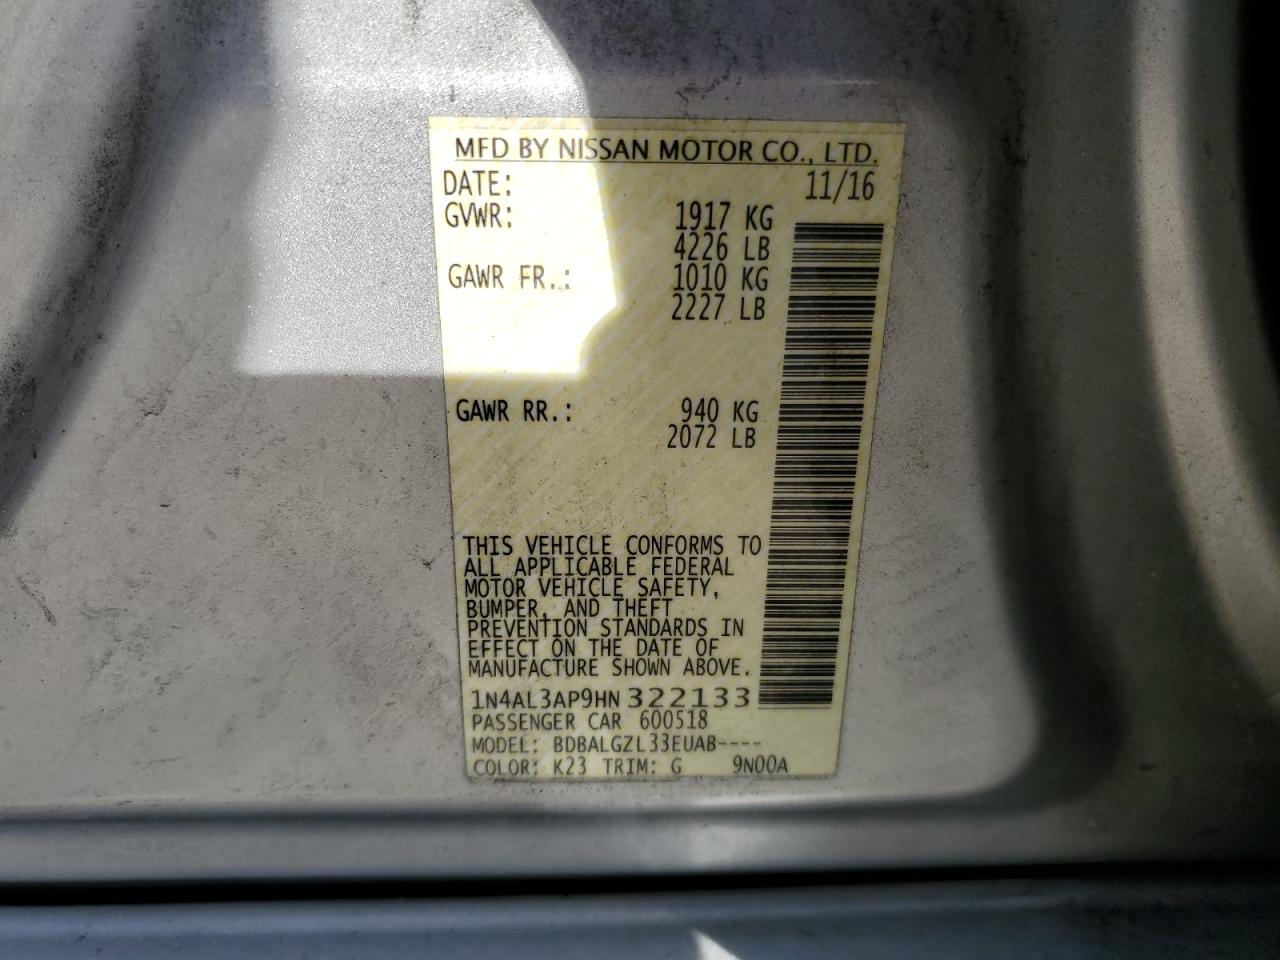 MFD BY NISSAN MOTOR CO., LTD.
DATE: 11/16
GVWR: 1917 KG
4226 LB
GAWR FR.: 1010 KG
2227 LB
GAWR RR.: 940 KG
2072 LB
THIS VEHICLE CONFORMS TO
ALL APPLICABLE FEDERAL
MOTOR VEHICLE SAFETY,
BUMPER, AND THEFT
PREVENTION STANDARDS IN
EFFECT ON THE DATE OF
MANUFACTURE SHOWN ABOVE.
1N4AL3AP9HN322133
PASSENGER CAR 600518
MODEL: BDBALGZL33EUAB----
COLOR: K23 TRIM: G 9N00A